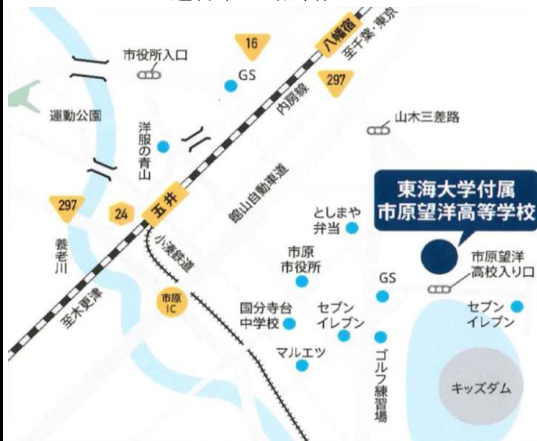 16
八幡宿
至千葉・東京
市役所入口
GS
297
内房線
運動公園
洋服の青山
山木三差路
館山自動車道
東海大学付属
市原望洋高等学校
297
24
五井
としまや
弁当
養老川
小湊鉄道
市原
市役所
市原望洋
高校入り口
至木更津
市原
IC
GS
国分寺台
中学校
セブン
イレブン
セブン
イレブン
マルエツ
ゴルフ練習場
キッズダム